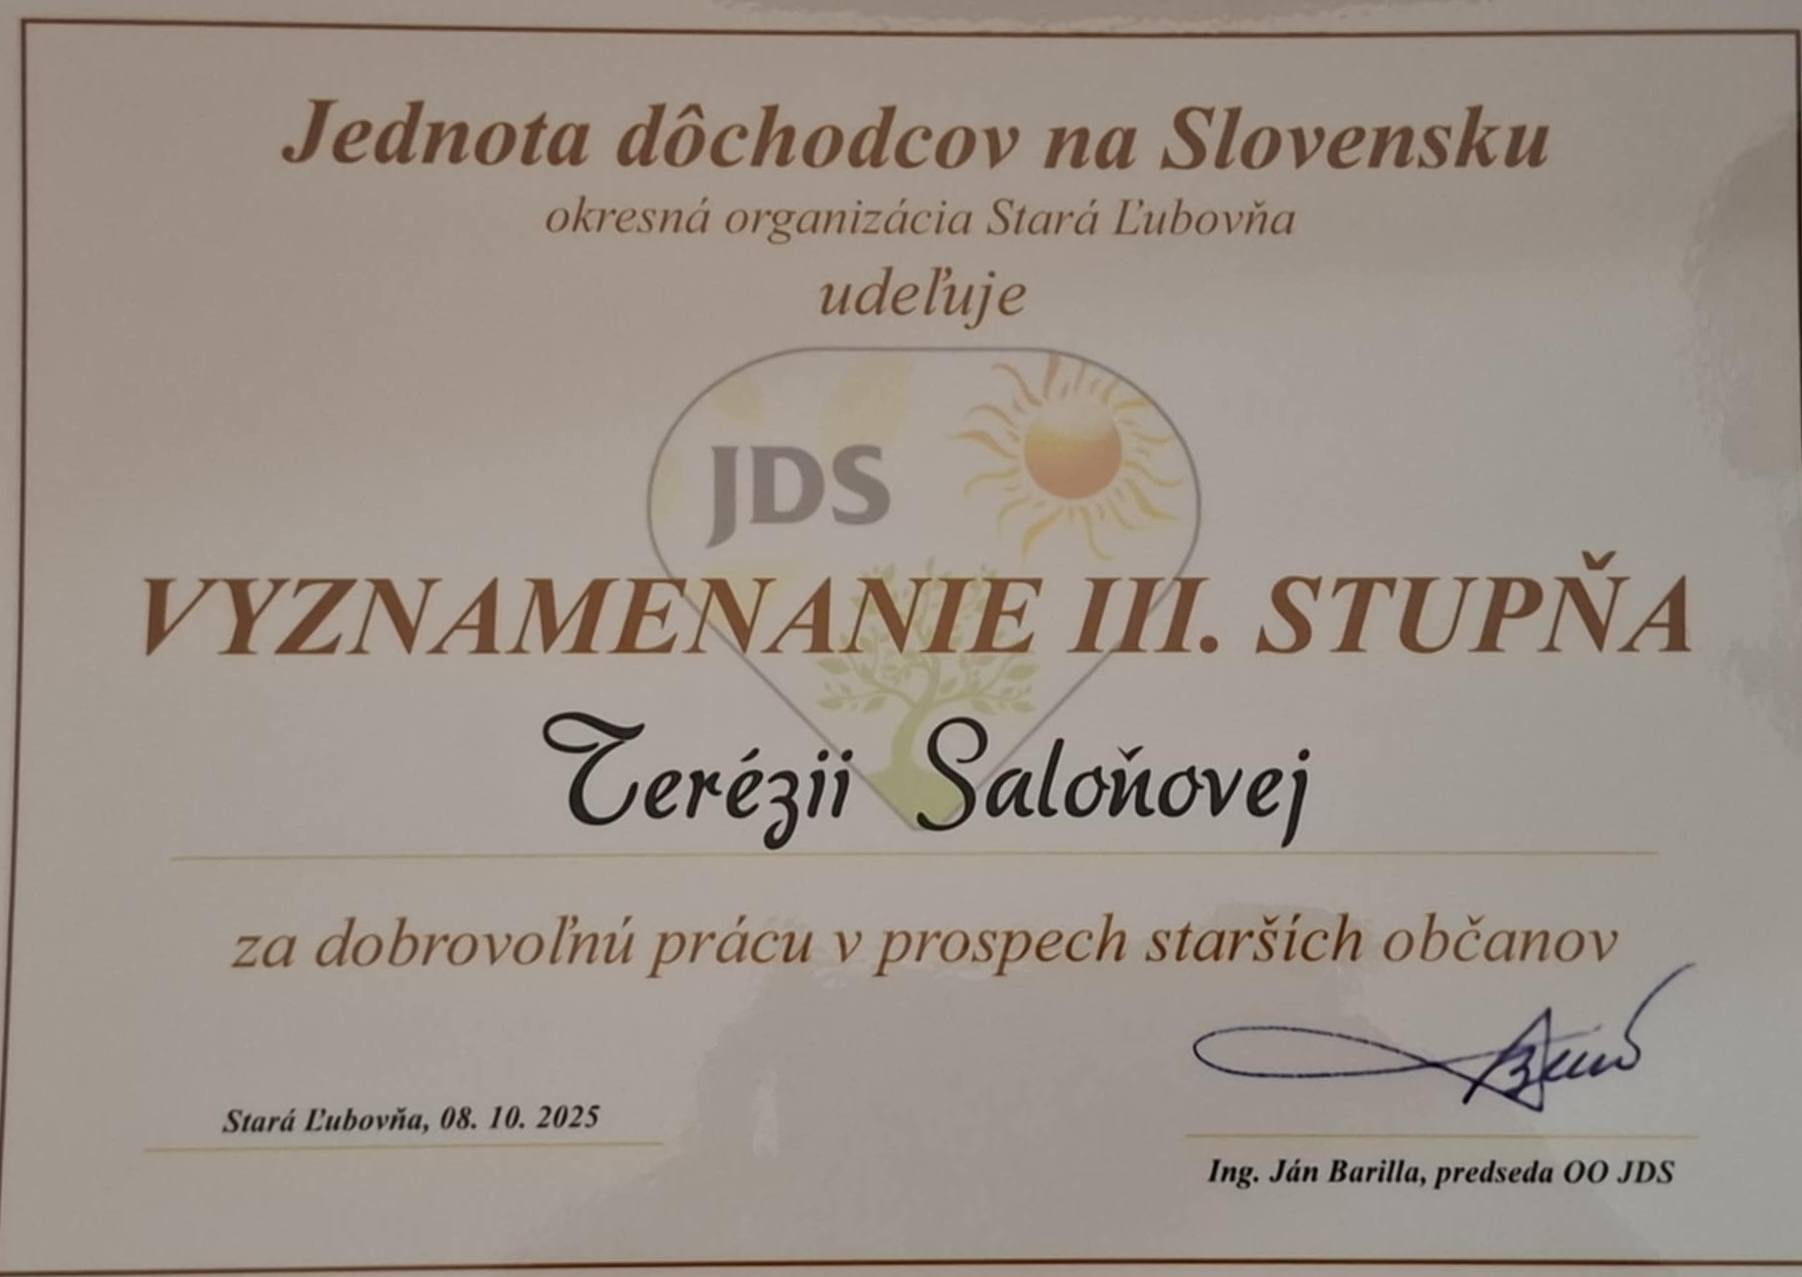 Jednota dôchodcov na Slovensku
okresná organizácia Stará Ľubovňa
udeľuje
JDS
VYZNAMENANIE III. STUPŇA
Terézii Saloňovej
za dobrovoľnú prácu v prospech starších občanov
Stará Ľubovňa, 08. 10. 2025
Ing. Ján Barilla, predseda OO JDS